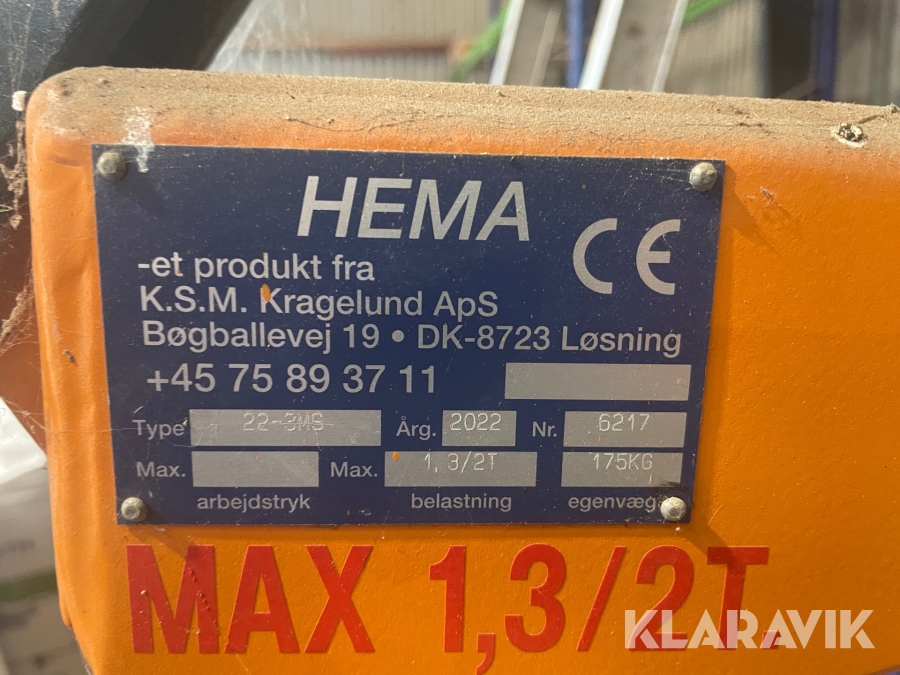 HEMA
CE
-et produkt fra
K.S.M. Kragelund ApS
Bøgballevej 19 • DK-8723 Løsning
+45 75 89 37 11
Type 22-3MS Årg. 2022 Nr. 6217
Max. Max. 1,3/2T 175KG
arbejdstryk belastning egenvæg
MAX 1,3/2T.
KLARAVIK